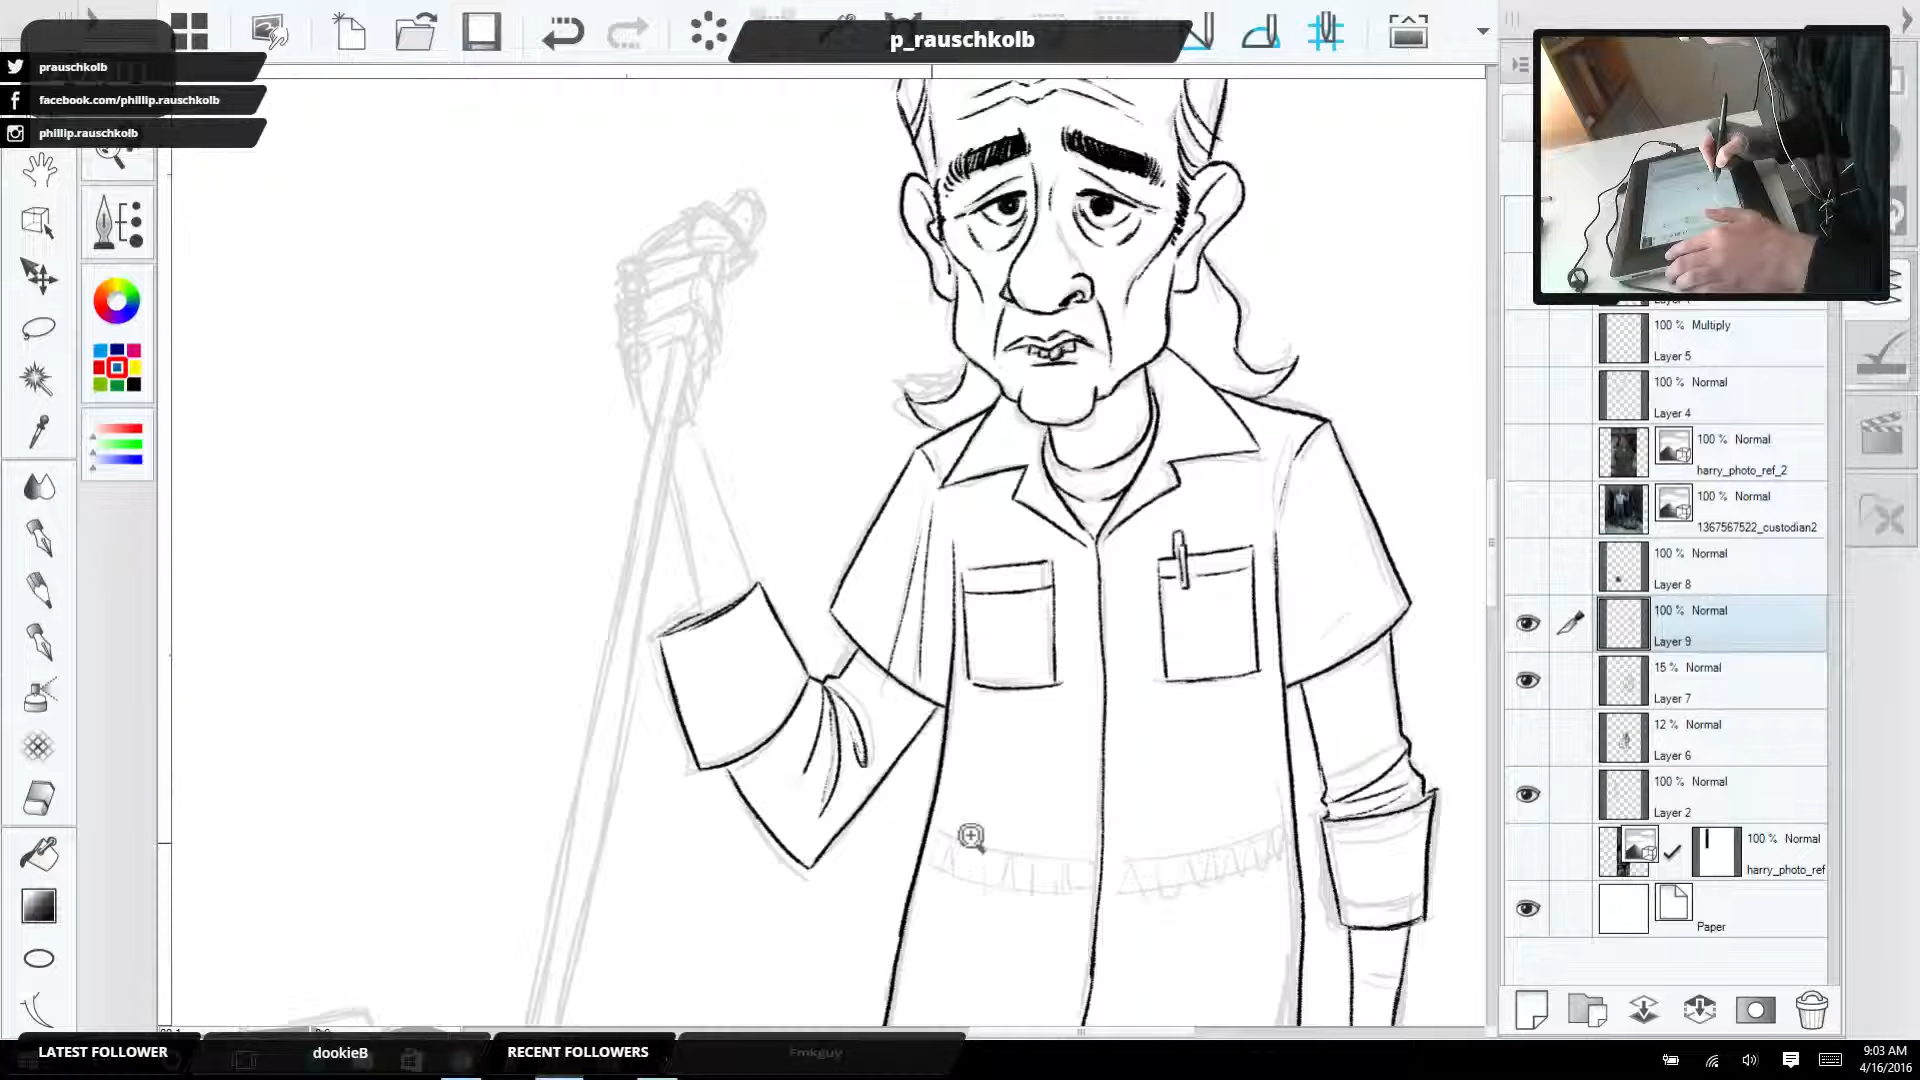 p_rauschkolb
prauschkolb
facebook.com/phillip.rauschkolb
phillip.rauschkolb
100 % Multiply
Layer 5
100 % Normal
Layer 4
100 % Normal
harry_photo_ref_2
100 % Normal
1367567522_custodian2
100 % Normal
Layer 8
100 % Normal
Layer 9
15 % Normal
Layer 7
12 % Normal
Layer 6
100 % Normal
Layer 2
100 % Normal
harry_photo_ref
Paper
LATEST FOLLOWER
dookieB
RECENT FOLLOWERS
9:03 AM
4/16/2016